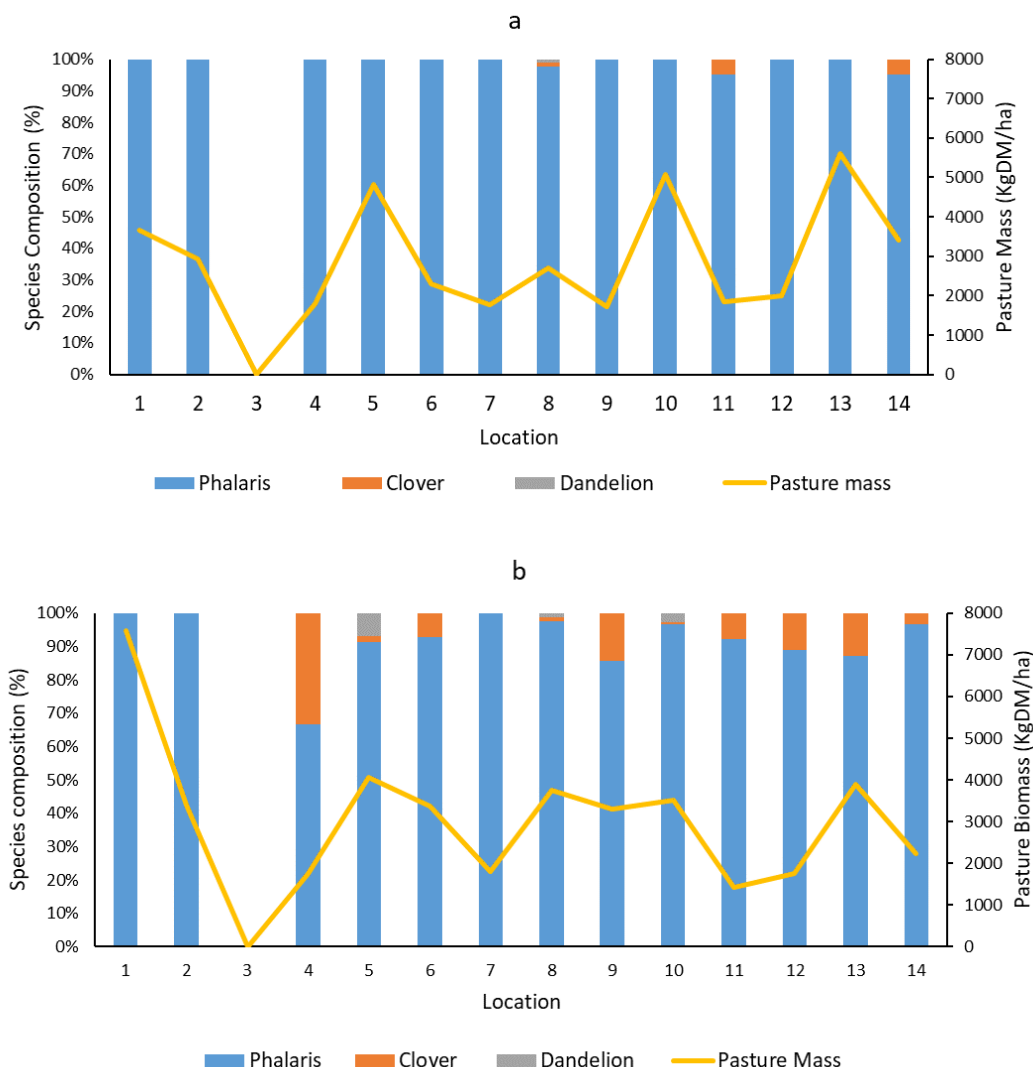 a
Species Composition (%)
Pasture Mass (KgDM/ha)
100% 8000
90% 7000
80%
70% 6000
60% 5000
50% 4000
40% 3000
30%
20% 2000
10% 1000
0% 0
1 2 3 4 5 6 7 8 9 10 11 12 13 14
Location
Phalaris Clover Dandelion Pasture mass
b
Species composition (%)
Pasture Biomass (KgDM/ha)
100% 8000
90% 7000
80%
70% 6000
60% 5000
50% 4000
40% 3000
30%
20% 2000
10% 1000
0% 0
1 2 3 4 5 6 7 8 9 10 11 12 13 14
Location
Phalaris Clover Dandelion Pasture Mass